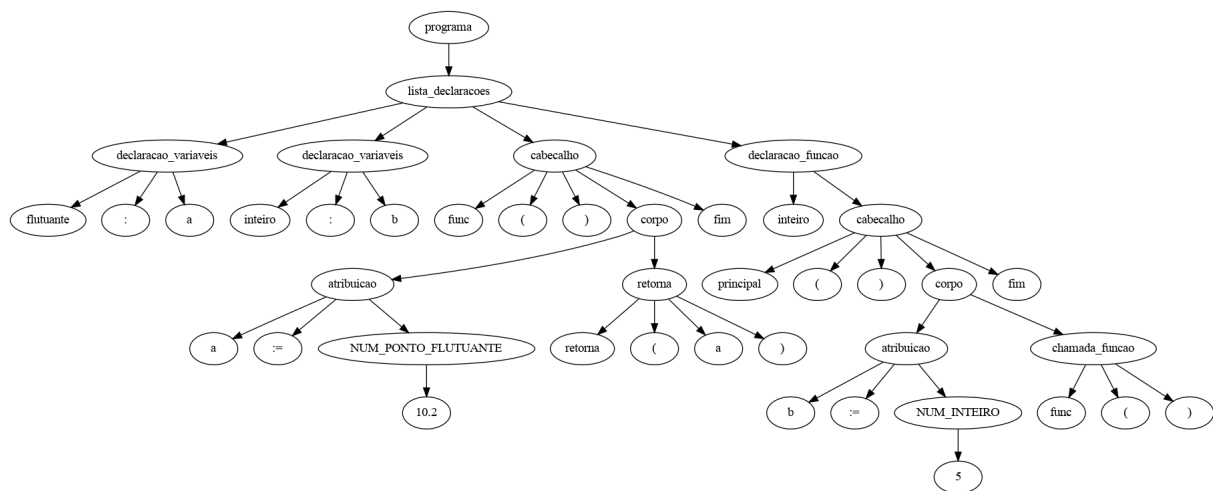 programa
lista_declaracoes
declaracao_variaveis declaracao_variaveis cabecalho declaracao_funcao
flutuante : a inteiro : b func ( ) corpo fim inteiro cabecalho
atribuicao retorna principal ( ) corpo fim
a := NUM_PONTO_FLUTUANTE retorna ( a ) atribuicao chamada_funcao
10.2 b := NUM_INTEIRO func ( )
5